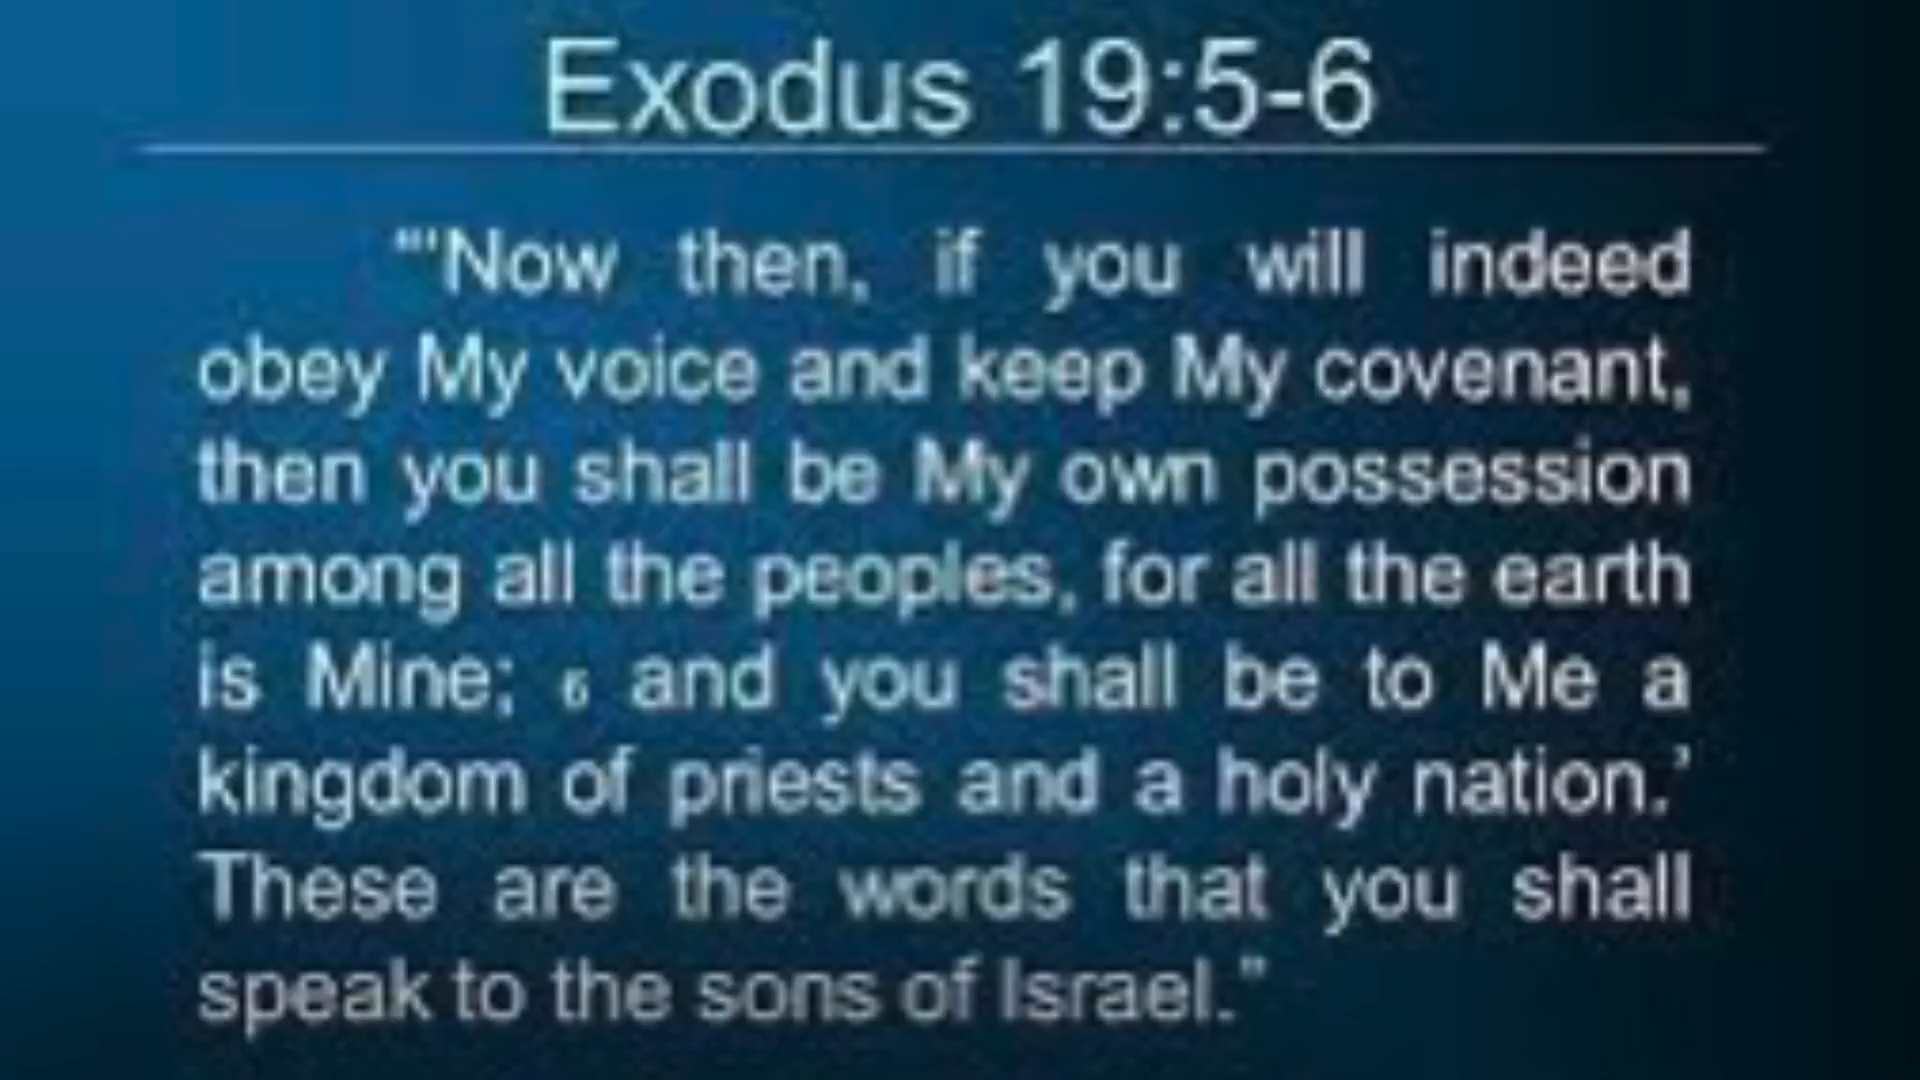 Exodus 19:5-6
“'Now then, if you will indeed
obey My voice and keep My covenant,
then you shall be My own possession
among all the peoples, for all the earth
is Mine; 6 and you shall be to Me a
kingdom of priests and a holy nation.’
These are the words that you shall
speak to the sons of Israel.”